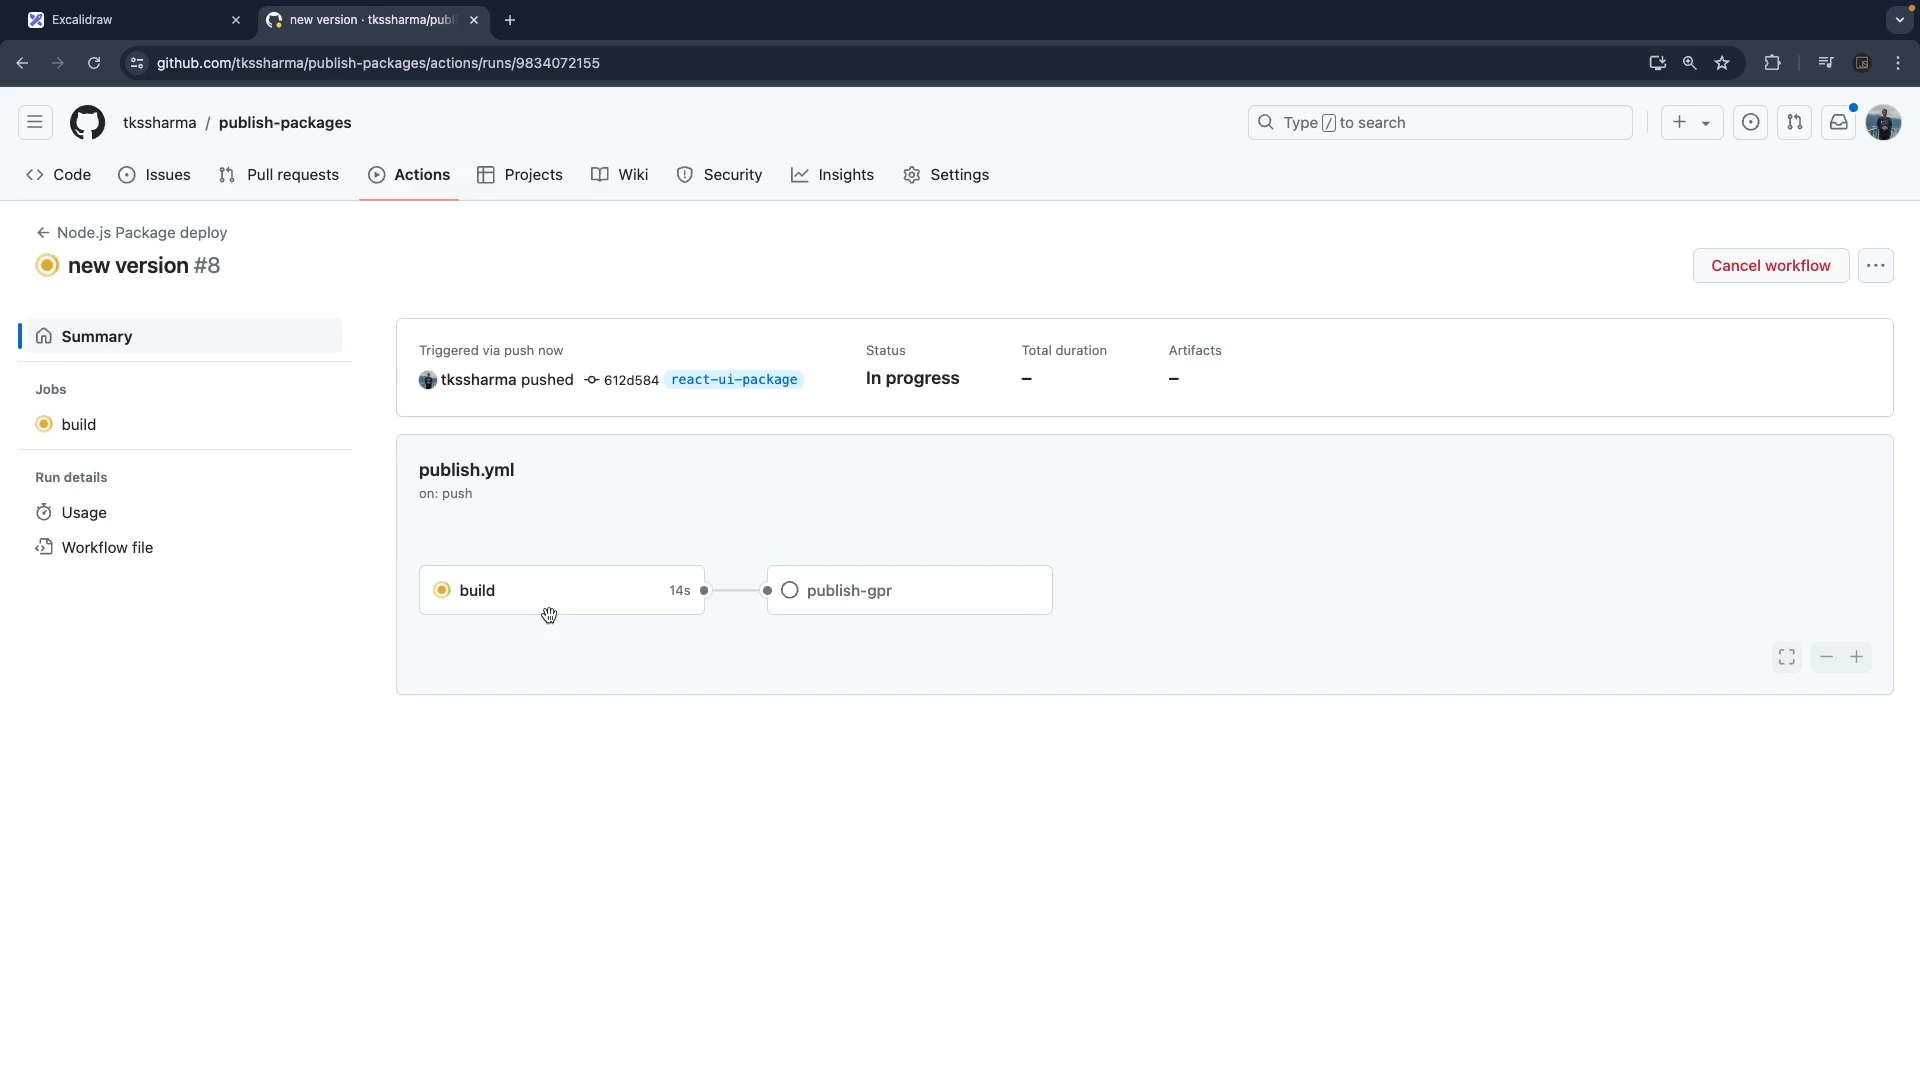 Excalidraw
new version · tkssharma/publi
github.com/tkssharma/publish-packages/actions/runs/9834072155
tkssharma / publish-packages
Type / to search
Code
Issues
Pull requests
Actions
Projects
Wiki
Security
Insights
Settings
Node.js Package deploy
new version #8
Cancel workflow
Summary
Jobs
build
Run details
Usage
Workflow file
Triggered via push now
tkssharma pushed 612d584 react-ui-package
Status
In progress
Total duration
–
Artifacts
–
publish.yml
on: push
build 14s
publish-gpr